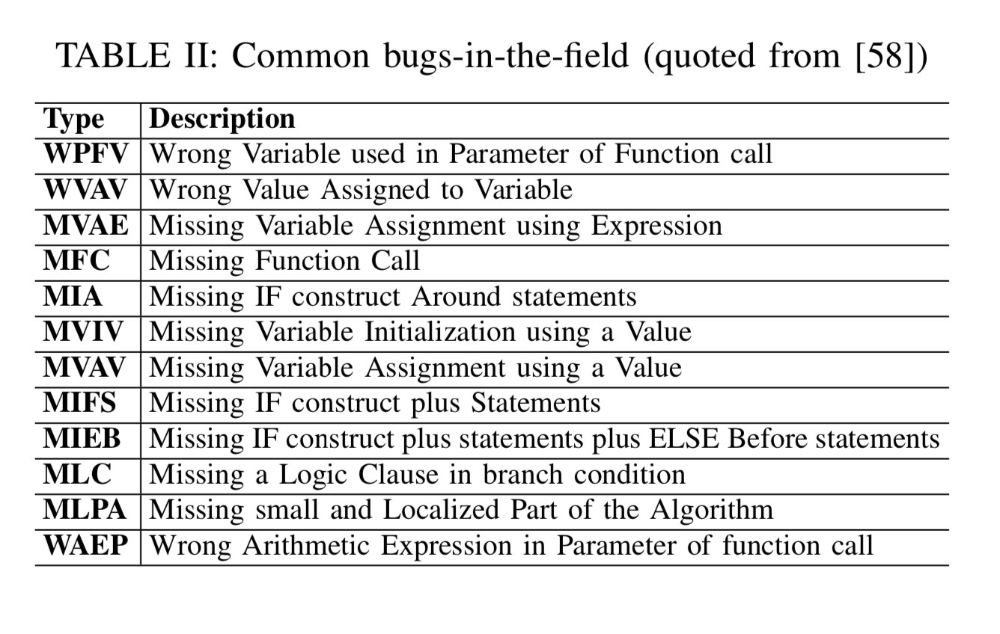 TABLE II: Common bugs-in-the-field (quoted from [58])
Type Description
WPFV Wrong Variable used in Parameter of Function call
WVAV Wrong Value Assigned to Variable
MVAE Missing Variable Assignment using Expression
MFC Missing Function Call
MIA Missing IF construct Around statements
MVIV Missing Variable Initialization using a Value
MVAV Missing Variable Assignment using a Value
MIFS Missing IF construct plus Statements
MIEB Missing IF construct plus statements plus ELSE Before statements
MLC Missing a Logic Clause in branch condition
MLPA Missing small and Localized Part of the Algorithm
WAEP Wrong Arithmetic Expression in Parameter of function call